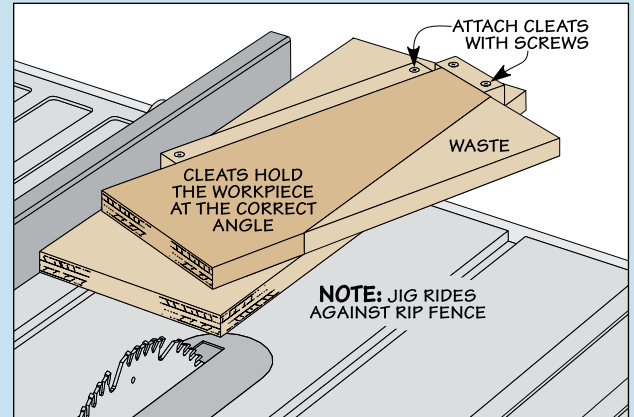 ATTACH CLEATS
WITH SCREWS
WASTE
CLEATS HOLD
THE WORKPIECE
AT THE CORRECT
ANGLE
NOTE: JIG RIDES
AGAINST RIP FENCE